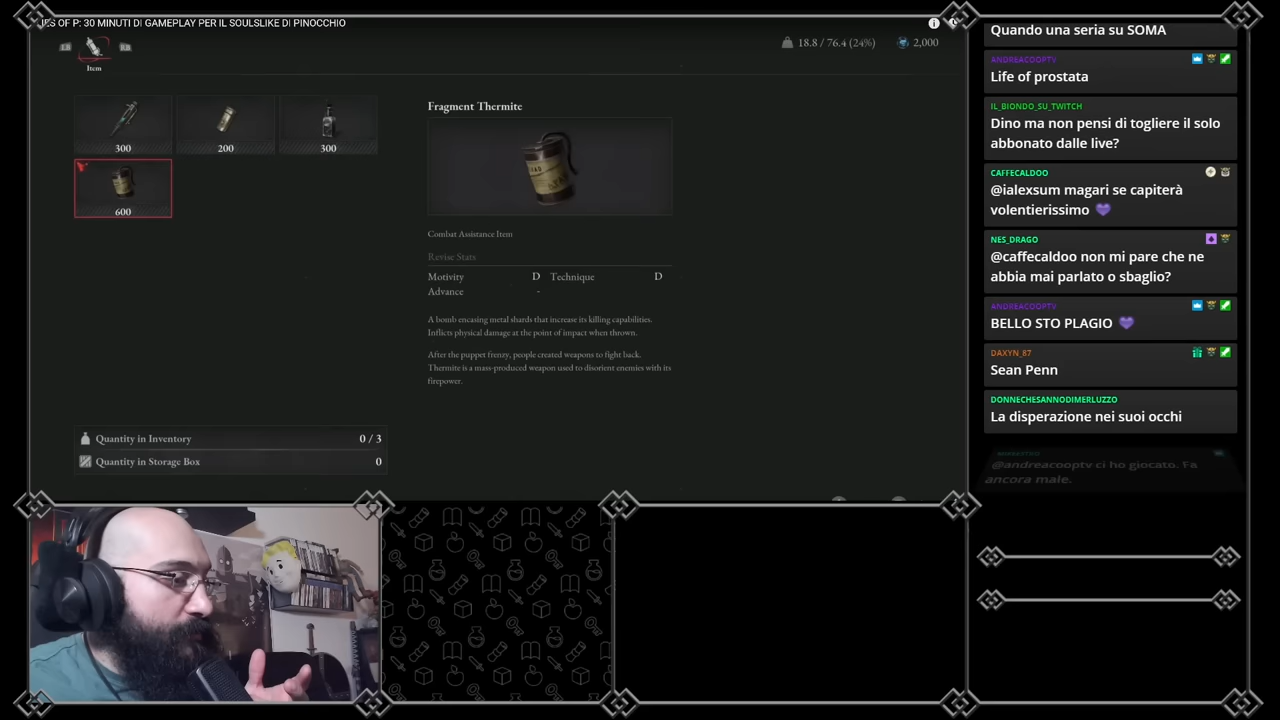 IES OF P: 30 MINUTI DI GAMEPLAY PER IL SOULSLIKE DI PINOCCHIO
Item
18.8 / 76.4 (24%)
2,000
300
200
300
600
Fragment Thermite
Combat Assistance Item
Revise Stats
Motivity D Technique D
Advance -
A bomb encasing metal shards that increase its killing capabilities.
Inflicts physical damage at the point of impact when thrown.
After the puppet frenzy, people created weapons to fight back.
Thermite is a mass-produced weapon used to disorient enemies with its
firepower.
Quantity in Inventory 0 / 3
Quantity in Storage Box 0
Quando una seria su SOMA
ANDREACOOPTV
Life of prostata
IL_BIONDO_SU_TWITCH
Dino ma non pensi di togliere il solo
abbonato dalle live?
CAFFECALDOO
@ialexsum magari se capiterà
volentierissimo
NES_DRAGO
@caffecaldoo non mi pare che ne
abbia mai parlato o sbaglio?
ANDREACOOPTV
BELLO STO PLAGIO
DAXYN_87
Sean Penn
DONNECHESANNODIMERLUZZO
La disperazione nei suoi occhi
@andreacooptv ci ho giocato. Fa
ancora male.